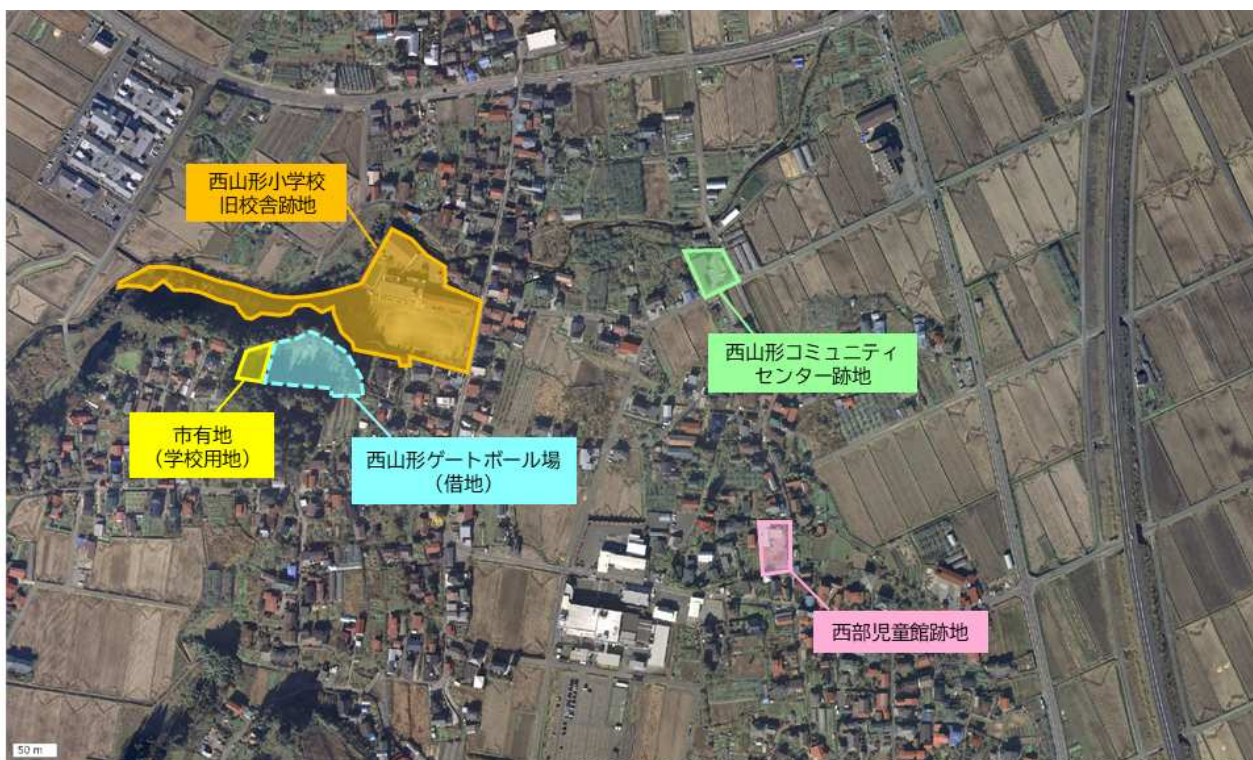 西山形小学校
旧校舎跡地
西山形コミュニティ
センター跡地
市有地
（学校用地）
西山形ゲートボール場
（借地）
西部児童館跡地
50 m